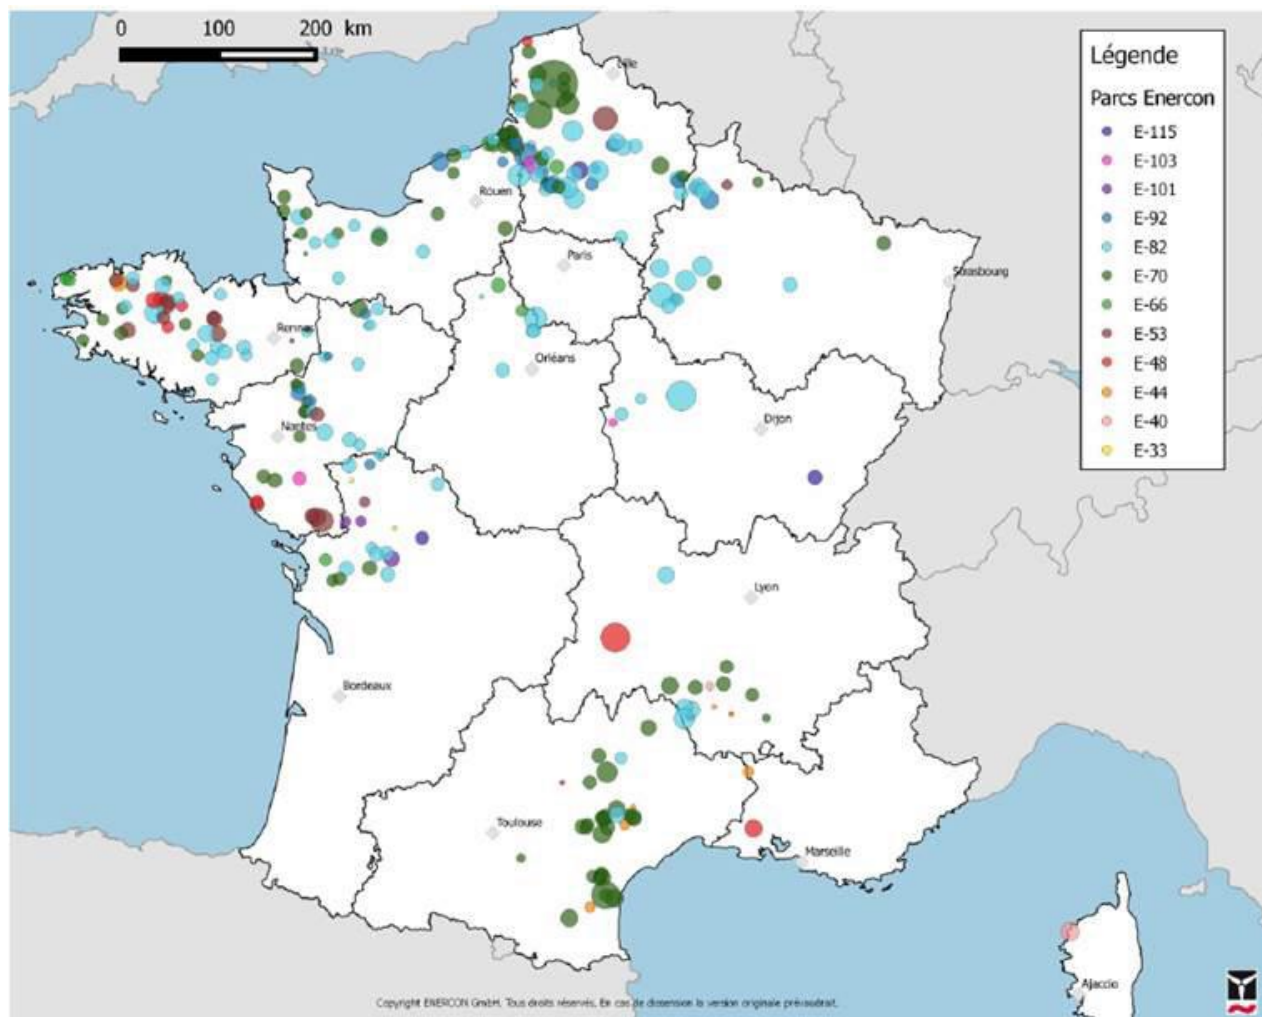 0 100 200 km
Légende
Parcs Enercon
E-115
E-103
E-101
E-92
E-82
E-70
E-66
E-53
E-48
E-44
E-40
E-33
Lille
Rouen
Paris
Strasbourg
Rennes
Orléans
Nantes
Dijon
Lyon
Bordeaux
Toulouse
Marseille
Ajaccio
Copyright ENERCON GmbH. Tous droits réservés. En cas de dissension la version originale prévaudrait.